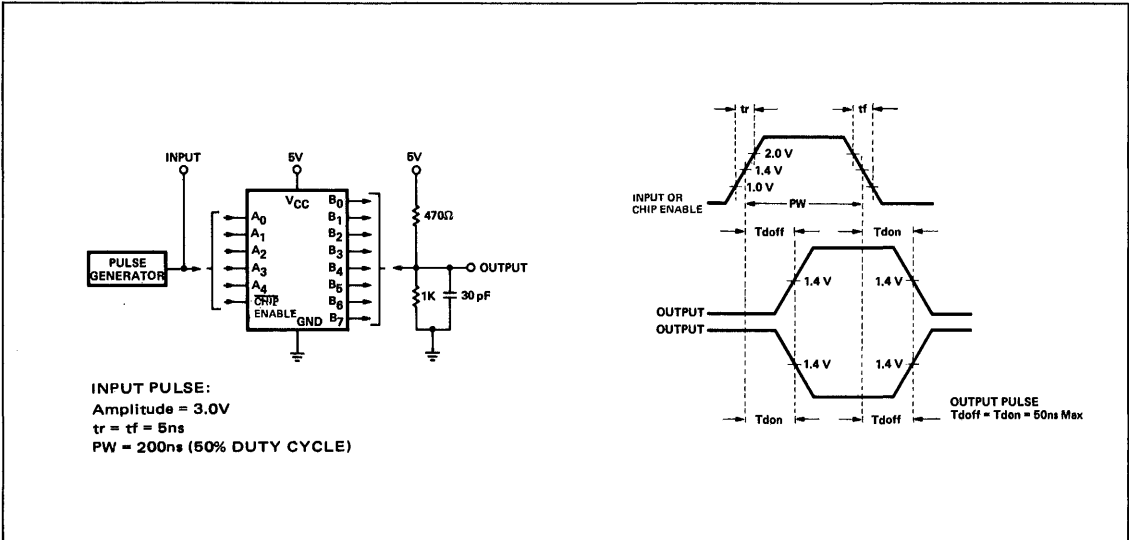 INPUT
5V
5V
VCC
A0
A1
A2
A3
A4
CHIP
ENABLE
GND
B0
B1
B2
B3
B4
B5
B6
B7
PULSE
GENERATOR
470Ω
OUTPUT
1K
30 pF
INPUT PULSE:
Amplitude = 3.0V
tr = tf = 5ns
PW = 200ns (50% DUTY CYCLE)
tr
tf
2.0 V
1.4 V
1.0 V
INPUT OR
CHIP ENABLE
PW
Tdoff
Tdon
1.4 V
1.4 V
OUTPUT
OUTPUT
1.4 V
1.4 V
Tdon
Tdoff
OUTPUT PULSE
Tdoff = Tdon = 50ns Max